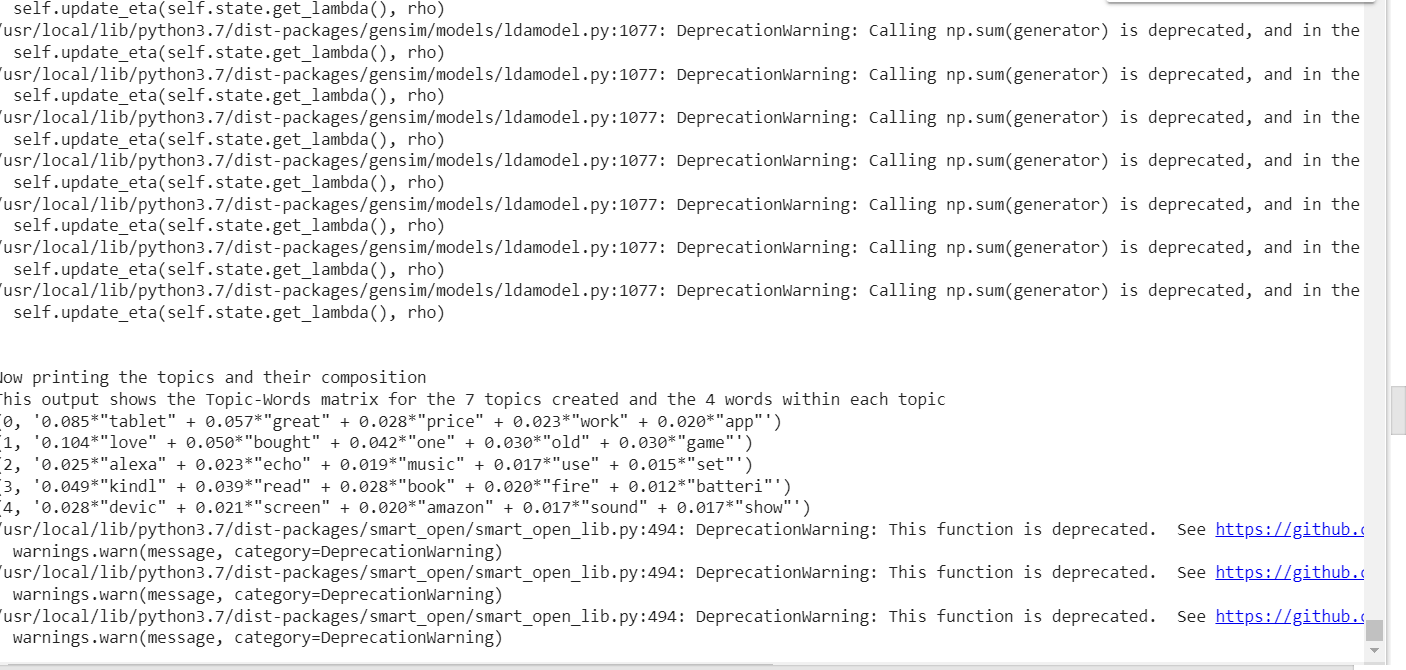 self.update_eta(self.state.get_lambda(), rho)
/usr/local/lib/python3.7/dist-packages/gensim/models/ldamodel.py:1077: DeprecationWarning: Calling np.sum(generator) is deprecated, and in the
self.update_eta(self.state.get_lambda(), rho)
/usr/local/lib/python3.7/dist-packages/gensim/models/ldamodel.py:1077: DeprecationWarning: Calling np.sum(generator) is deprecated, and in the
self.update_eta(self.state.get_lambda(), rho)
/usr/local/lib/python3.7/dist-packages/gensim/models/ldamodel.py:1077: DeprecationWarning: Calling np.sum(generator) is deprecated, and in the
self.update_eta(self.state.get_lambda(), rho)
/usr/local/lib/python3.7/dist-packages/gensim/models/ldamodel.py:1077: DeprecationWarning: Calling np.sum(generator) is deprecated, and in the
self.update_eta(self.state.get_lambda(), rho)
/usr/local/lib/python3.7/dist-packages/gensim/models/ldamodel.py:1077: DeprecationWarning: Calling np.sum(generator) is deprecated, and in the
self.update_eta(self.state.get_lambda(), rho)
/usr/local/lib/python3.7/dist-packages/gensim/models/ldamodel.py:1077: DeprecationWarning: Calling np.sum(generator) is deprecated, and in the
self.update_eta(self.state.get_lambda(), rho)
/usr/local/lib/python3.7/dist-packages/gensim/models/ldamodel.py:1077: DeprecationWarning: Calling np.sum(generator) is deprecated, and in the
self.update_eta(self.state.get_lambda(), rho)
Now printing the topics and their composition
This output shows the Topic-Words matrix for the 7 topics created and the 4 words within each topic
(0, '0.085*"tablet" + 0.057*"great" + 0.028*"price" + 0.023*"work" + 0.020*"app"')
(1, '0.104*"love" + 0.050*"bought" + 0.042*"one" + 0.030*"old" + 0.030*"game"')
(2, '0.025*"alexa" + 0.023*"echo" + 0.019*"music" + 0.017*"use" + 0.015*"set"')
(3, '0.049*"kindl" + 0.039*"read" + 0.028*"book" + 0.020*"fire" + 0.012*"batteri"')
(4, '0.028*"devic" + 0.021*"screen" + 0.020*"amazon" + 0.017*"sound" + 0.017*"show"')
/usr/local/lib/python3.7/dist-packages/smart_open/smart_open_lib.py:494: DeprecationWarning: This function is deprecated.  See https://github.c
warnings.warn(message, category=DeprecationWarning)
/usr/local/lib/python3.7/dist-packages/smart_open/smart_open_lib.py:494: DeprecationWarning: This function is deprecated.  See https://github.c
warnings.warn(message, category=DeprecationWarning)
/usr/local/lib/python3.7/dist-packages/smart_open/smart_open_lib.py:494: DeprecationWarning: This function is deprecated.  See https://github.c
warnings.warn(message, category=DeprecationWarning)